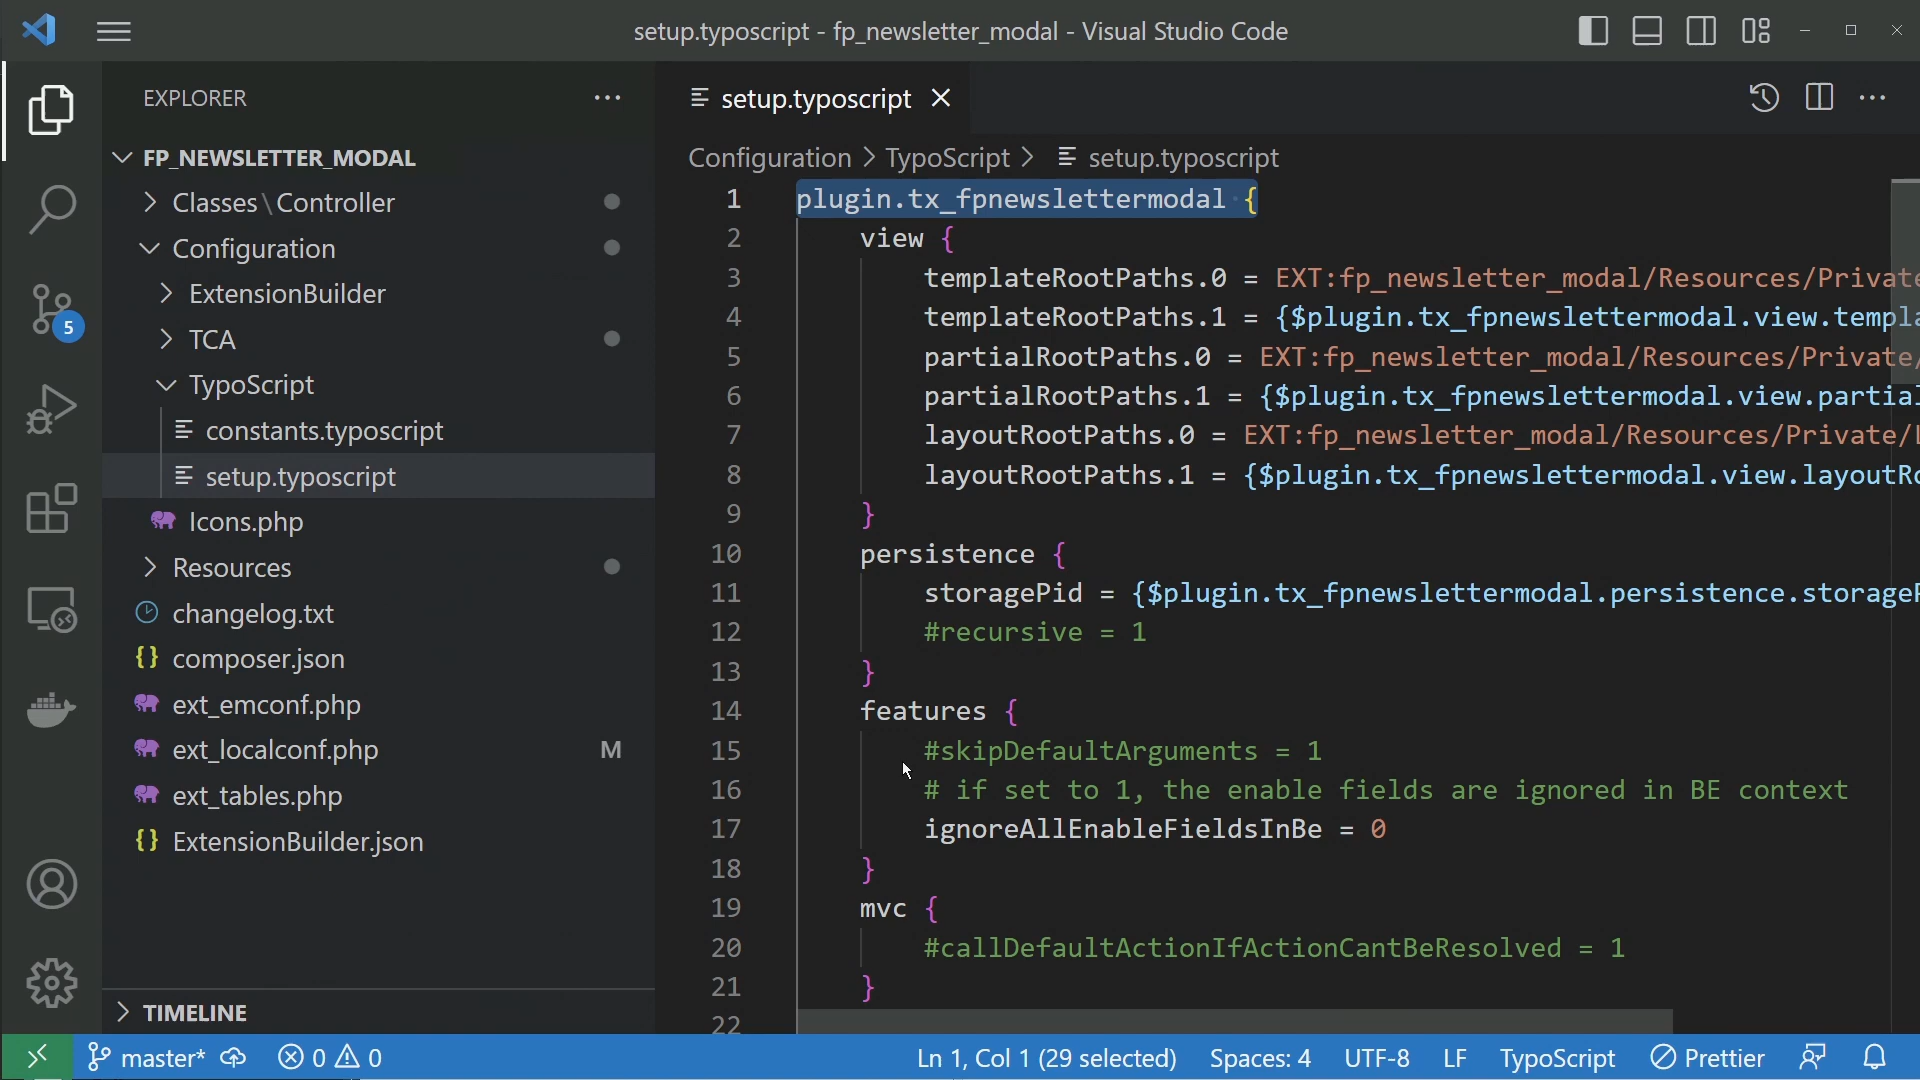 setup.typoscript - fp_newsletter_modal - Visual Studio Code
EXPLORER
FP_NEWSLETTER_MODAL
Classes\Controller
Configuration
ExtensionBuilder
TCA
TypoScript
constants.typoscript
setup.typoscript
Icons.php
Resources
changelog.txt
composer.json
ext_emconf.php
ext_localconf.php M
ext_tables.php
ExtensionBuilder.json
TIMELINE
5
setup.typoscript
Configuration > TypoScript > setup.typoscript
1 plugin.tx_fpnewslettermodal {
2 view {
3 templateRootPaths.0 = EXT:fp_newsletter_modal/Resources/Private
4 templateRootPaths.1 = {$plugin.tx_fpnewslettermodal.view.templa
5 partialRootPaths.0 = EXT:fp_newsletter_modal/Resources/Private/
6 partialRootPaths.1 = {$plugin.tx_fpnewslettermodal.view.partial
7 layoutRootPaths.0 = EXT:fp_newsletter_modal/Resources/Private/L
8 layoutRootPaths.1 = {$plugin.tx_fpnewslettermodal.view.layoutRo
9 }
10 persistence {
11 storagePid = {$plugin.tx_fpnewslettermodal.persistence.storageP
12 #recursive = 1
13 }
14 features {
15 #skipDefaultArguments = 1
16 # if set to 1, the enable fields are ignored in BE context
17 ignoreAllEnableFieldsInBe = 0
18 }
19 mvc {
20 #callDefaultActionIfActionCantBeResolved = 1
21 }
22
master* 0 0 Ln 1, Col 1 (29 selected) Spaces: 4 UTF-8 LF TypoScript Prettier